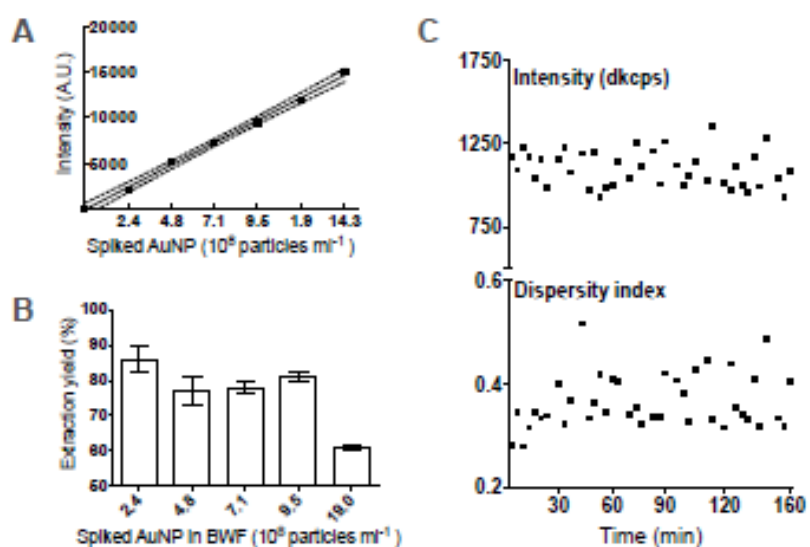 A
20000
15000
10000
5000
Intensity (A.U.)
2.4 4.8 7.1 9.5 1.9 14.3
Spiked AuNP (10⁸ particles ml⁻¹)
B
100
90
80
70
60
50
Exraction yield (%)
2.4 4.8 7.1 9.5 19.0
Spiked AuNP in BWF (10⁸ particles ml⁻¹)
C
1750
Intensity (dkcps)
1250
750
0.6
Dispersity index
0.4
0.2
30 60 90 120 160
Time (min)